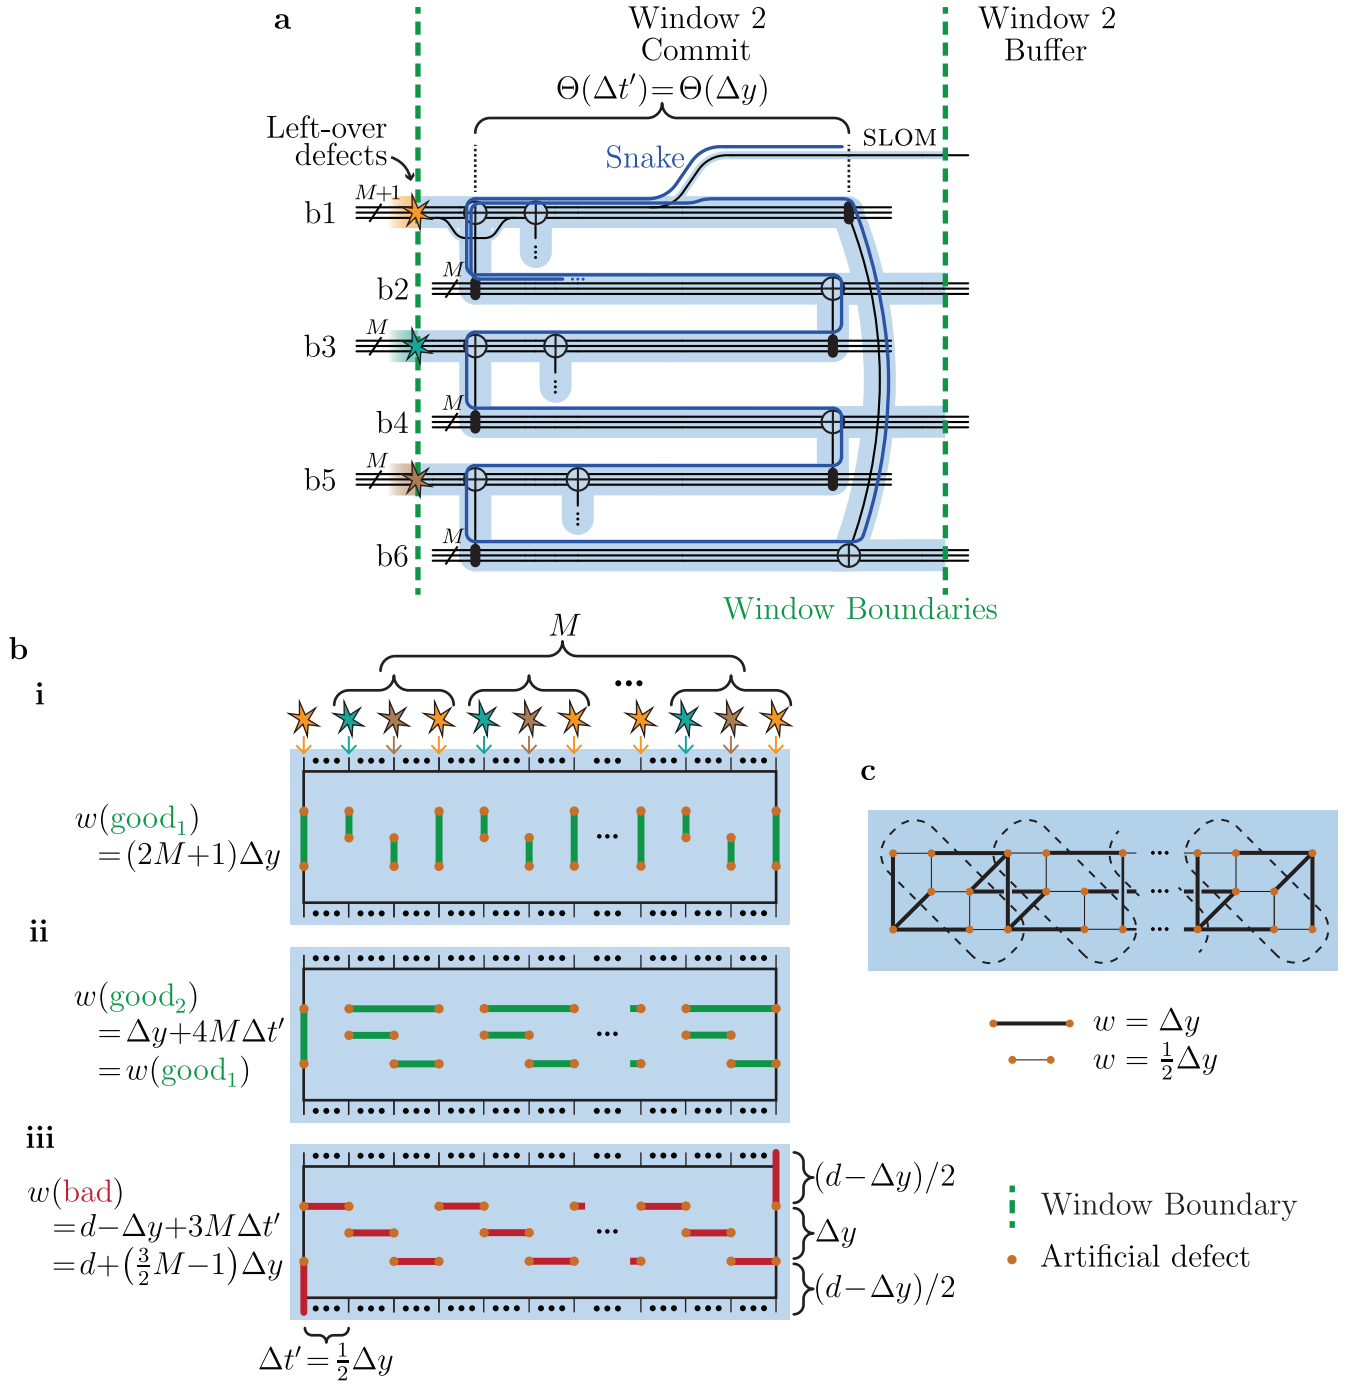 a
Window 2
Commit
Window 2
Buffer
Θ(Δt′)=Θ(Δy)
Left-over
defects
Snake
SLOM
M+1
b1
M
b2
M
b3
M
b4
M
b5
M
b6
Window Boundaries
b
M
i
w(good₁)
=(2M+1)Δy
ii
w(good₂)
=Δy+4MΔt′
=w(good₁)
iii
w(bad)
=d−Δy+3MΔt′
=d+(3/2M−1)Δy
(d−Δy)/2
Δy
(d−Δy)/2
Δt′=1/2Δy
c
w = Δy
w = 1/2Δy
Window Boundary
Artificial defect